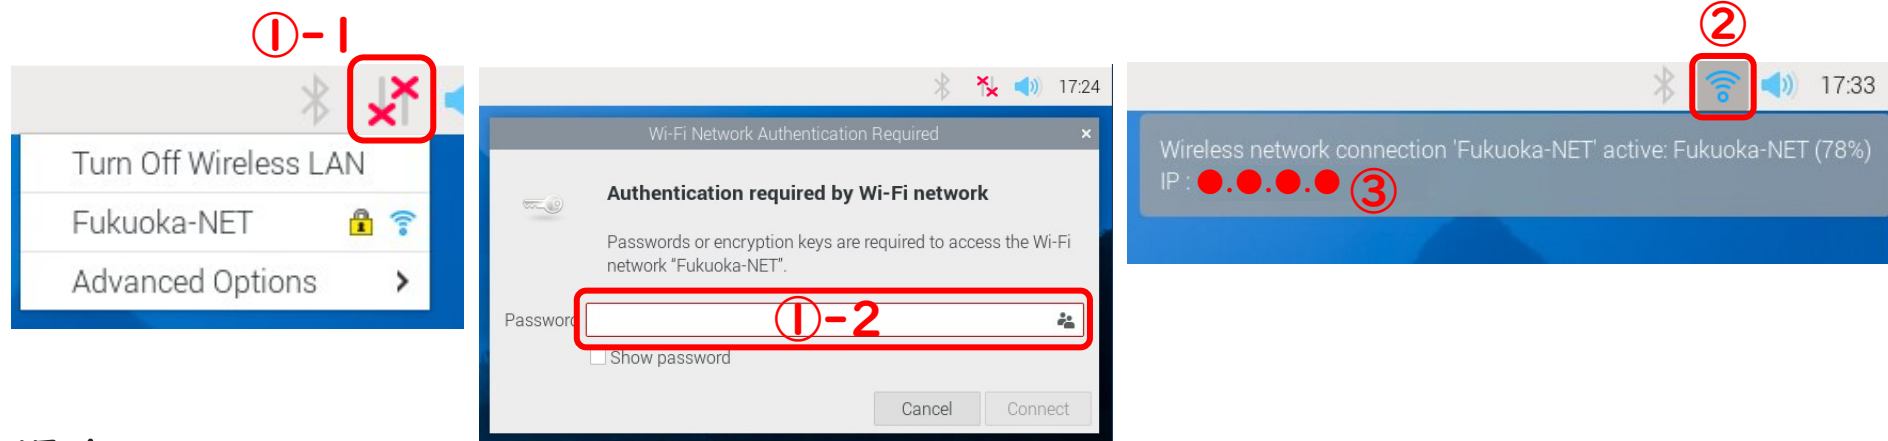 ①-1
Turn Off Wireless LAN
Fukuoka-NET
Advanced Options
17:24
Wi-Fi Network Authentication Required
Authentication required by Wi-Fi network
Passwords or encryption keys are required to access the Wi-Fi
network “Fukuoka-NET”.
Password
①-2
Show password
Cancel
Connect
②
17:33
Wireless network connection 'Fukuoka-NET' active: Fukuoka-NET (78%)
IP : ●.●.●.● ③